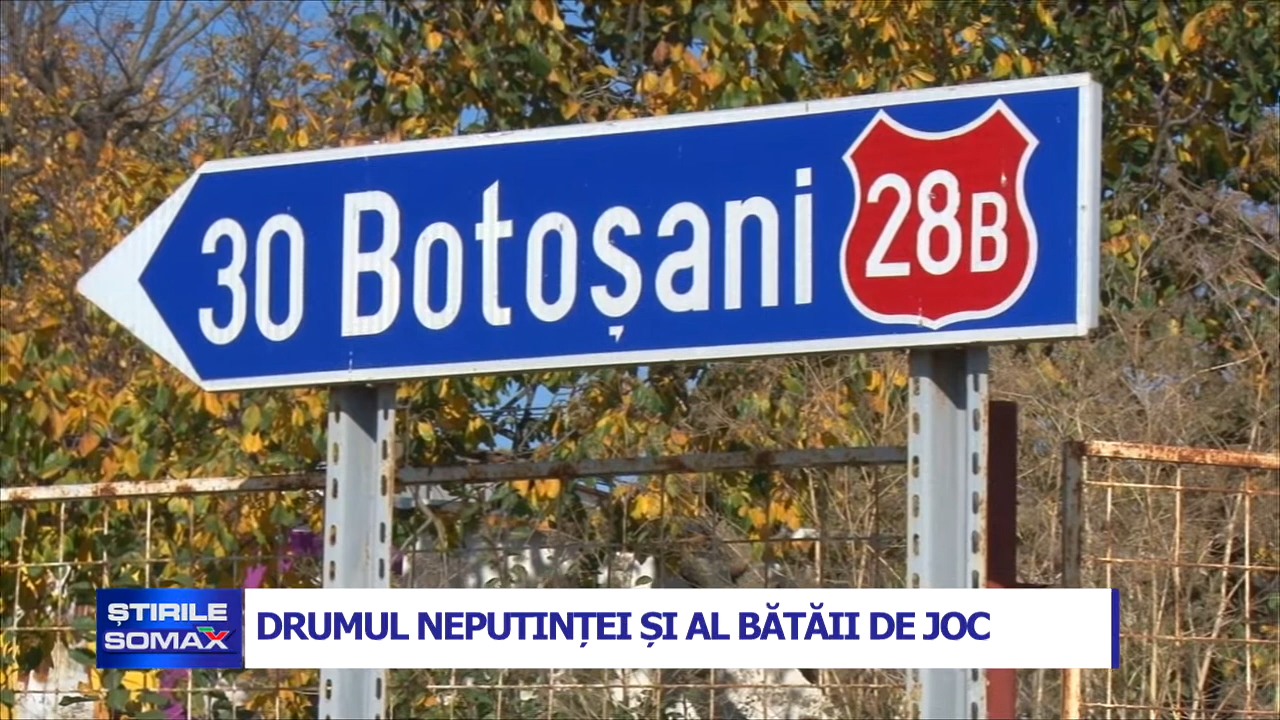 30 Botoșani 28B
ȘTIRILE
SOMAX
DRUMUL NEPUTINȚEI ȘI AL BĂTĂII DE JOC